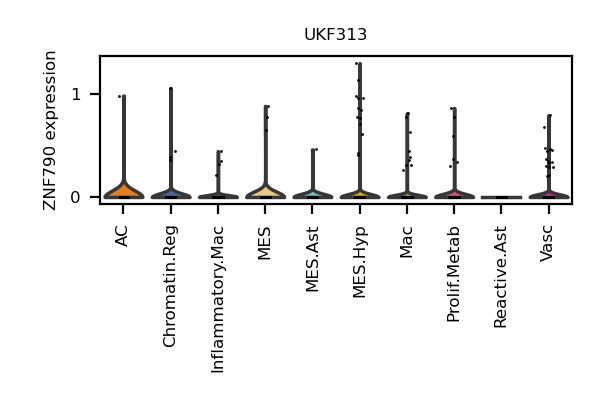 UKF313
ZNF790 expression
1
0
AC
Chromatin.Reg
Inflammatory.Mac
MES
MES.Ast
MES.Hyp
Mac
Prolif.Metab
Reactive.Ast
Vasc